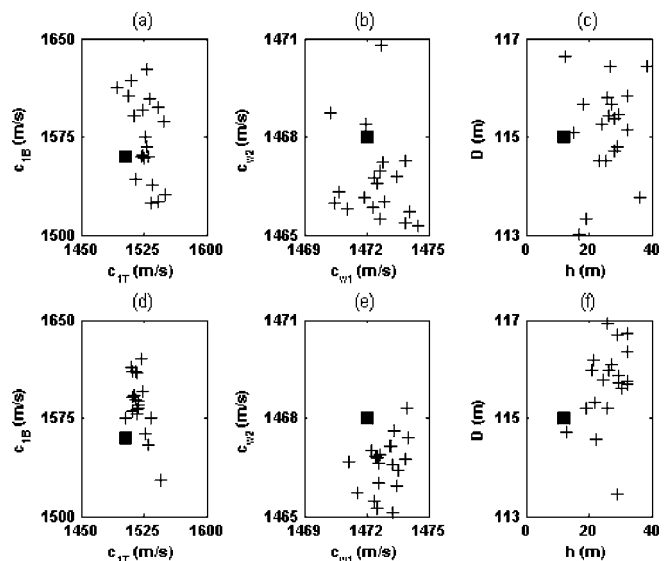 (a) (b) (c)
1650 1471 117
c1B (m/s) 1575 cw2 (m/s) 1468 D (m) 115
1500 1465 113
1450 1525 1600 1469 1472 1475 0 20 40
c1T (m/s) cw1 (m/s) h (m)
(d) (e) (f)
1650 1471 117
c1B (m/s) 1575 cw2 (m/s) 1468 D (m) 115
1500 1465 113
1450 1525 1600 1469 1472 1475 0 20 40
c1T (m/s) cw1 (m/s) h (m)